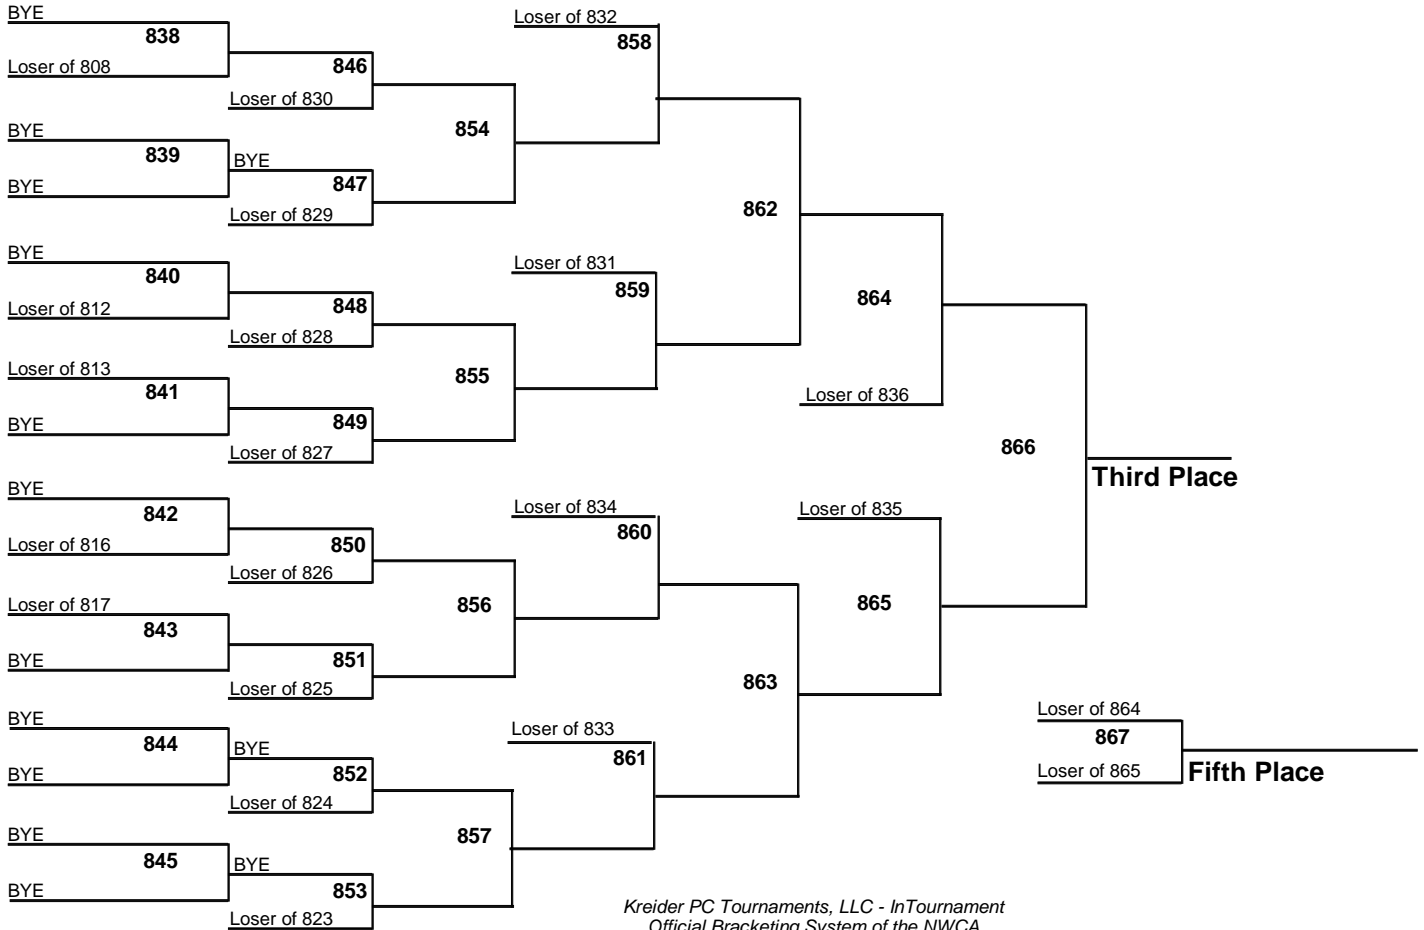 BYE
838
Loser of 808
846
Loser of 830
BYE
839
BYE
BYE
847
Loser of 829
854
Loser of 832
858
BYE
840
Loser of 812
848
Loser of 828
Loser of 813
841
BYE
849
Loser of 827
855
Loser of 831
859
862
864
Loser of 836
BYE
842
Loser of 816
850
Loser of 826
Loser of 817
843
BYE
851
Loser of 825
856
Loser of 834
860
BYE
844
BYE
BYE
852
Loser of 824
BYE
845
BYE
BYE
853
Loser of 823
857
Loser of 833
861
863
Loser of 835
865
866
Third Place
Loser of 864
867
Loser of 865
Fifth Place
Kreider PC Tournaments, LLC - InTournament
Official Bracketing System of the NWCA